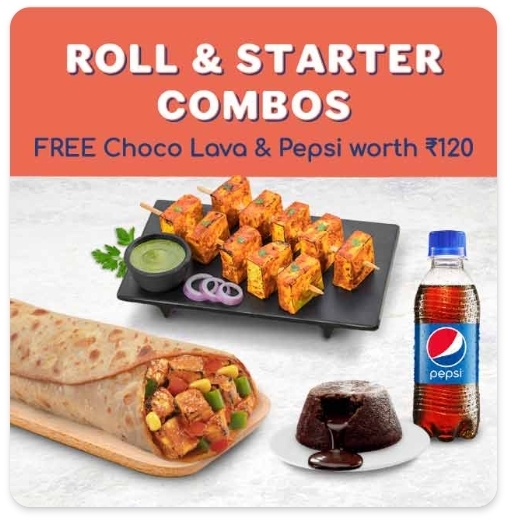 ROLL & STARTER
COMBOS
FREE Choco Lava & Pepsi worth ₹120
pepsi